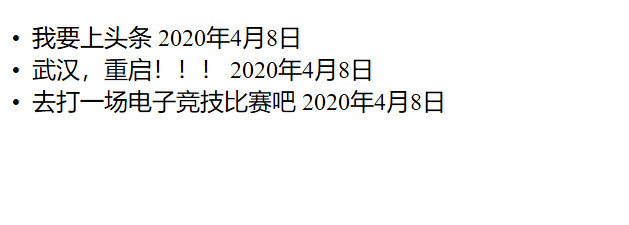 • 我要上头条 2020年4月8日
• 武汉，重启！！！ 2020年4月8日
• 去打一场电子竞技比赛吧 2020年4月8日